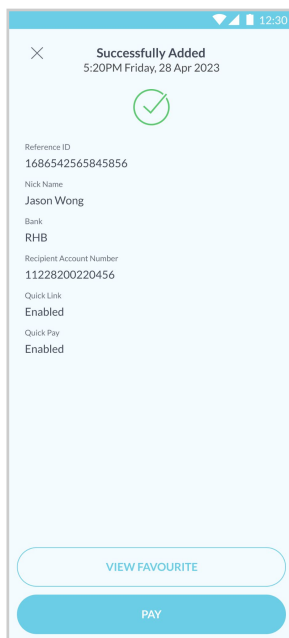 12:30
Successfully Added
5:20PM Friday, 28 Apr 2023
Reference ID
1686542565845856
Nick Name
Jason Wong
Bank
RHB
Recipient Account Number
11228200220456
Quick Link
Enabled
Quick Pay
Enabled
VIEW FAVOURITE
PAY